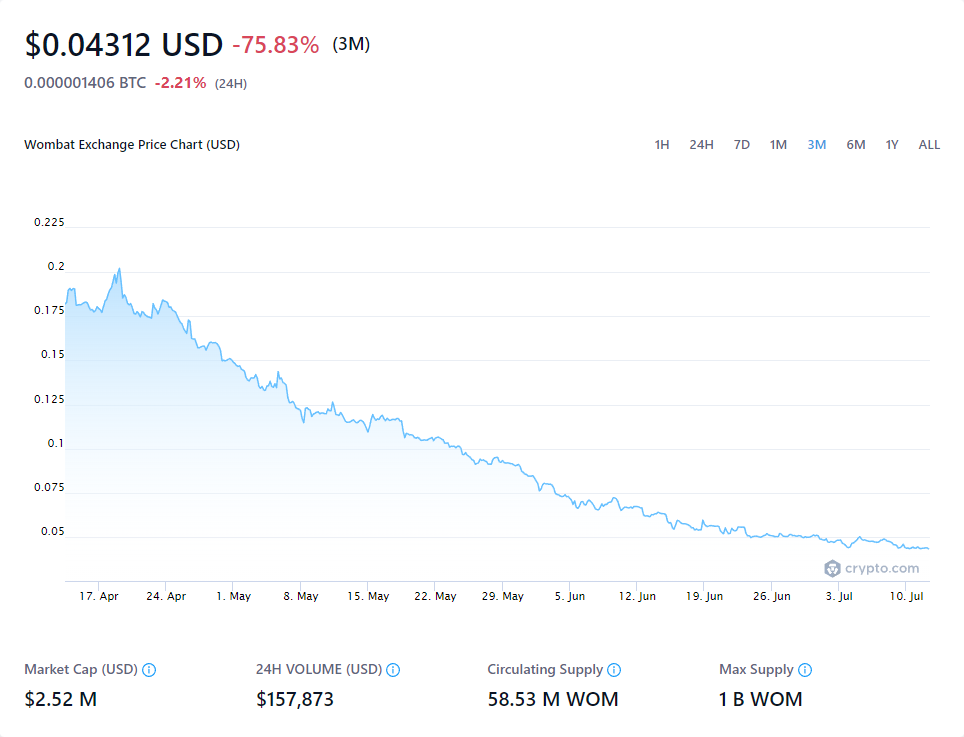 $0.04312 USD -75.83% (3M)
0.000001406 BTC -2.21% (24H)
Wombat Exchange Price Chart (USD)
1H 24H 7D 1M 3M 6M 1Y ALL
0.225
0.2
0.175
0.15
0.125
0.1
0.075
0.05
crypto.com
17. Apr 24. Apr 1. May 8. May 15. May 22. May 29. May 5. Jun 12. Jun 19. Jun 26. Jun 3. Jul 10. Jul
Market Cap (USD) 24H VOLUME (USD) Circulating Supply Max Supply
$2.52 M $157,873 58.53 M WOM 1 B WOM